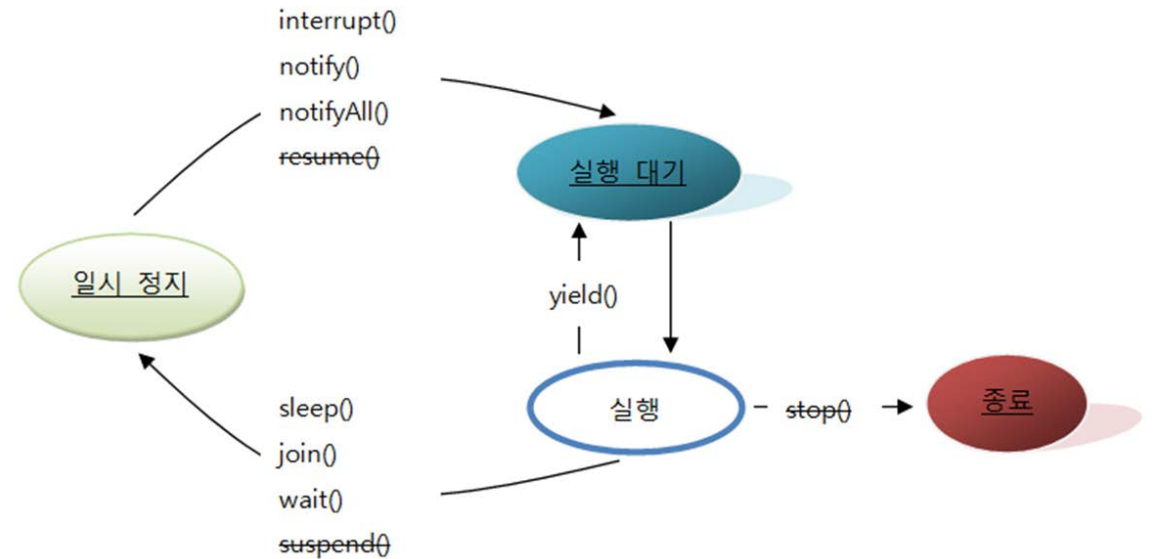 interrupt()
notify()
notifyAll()
resume()
실행 대기
일시 정지
yield()
sleep()
join()
wait()
suspend()
실행
stop()
종료